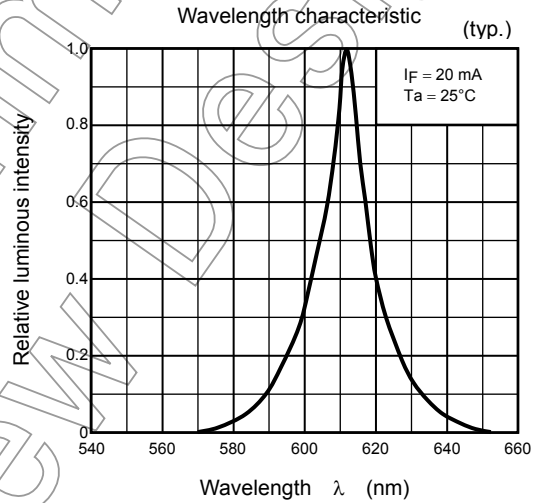 Wavelength characteristic
(typ.)
IF = 20 mA
Ta = 25°C
Relative luminous intensity
1.0
0.8
0.6
0.4
0.2
0
540 560 580 600 620 640 660
Wavelength λ (nm)